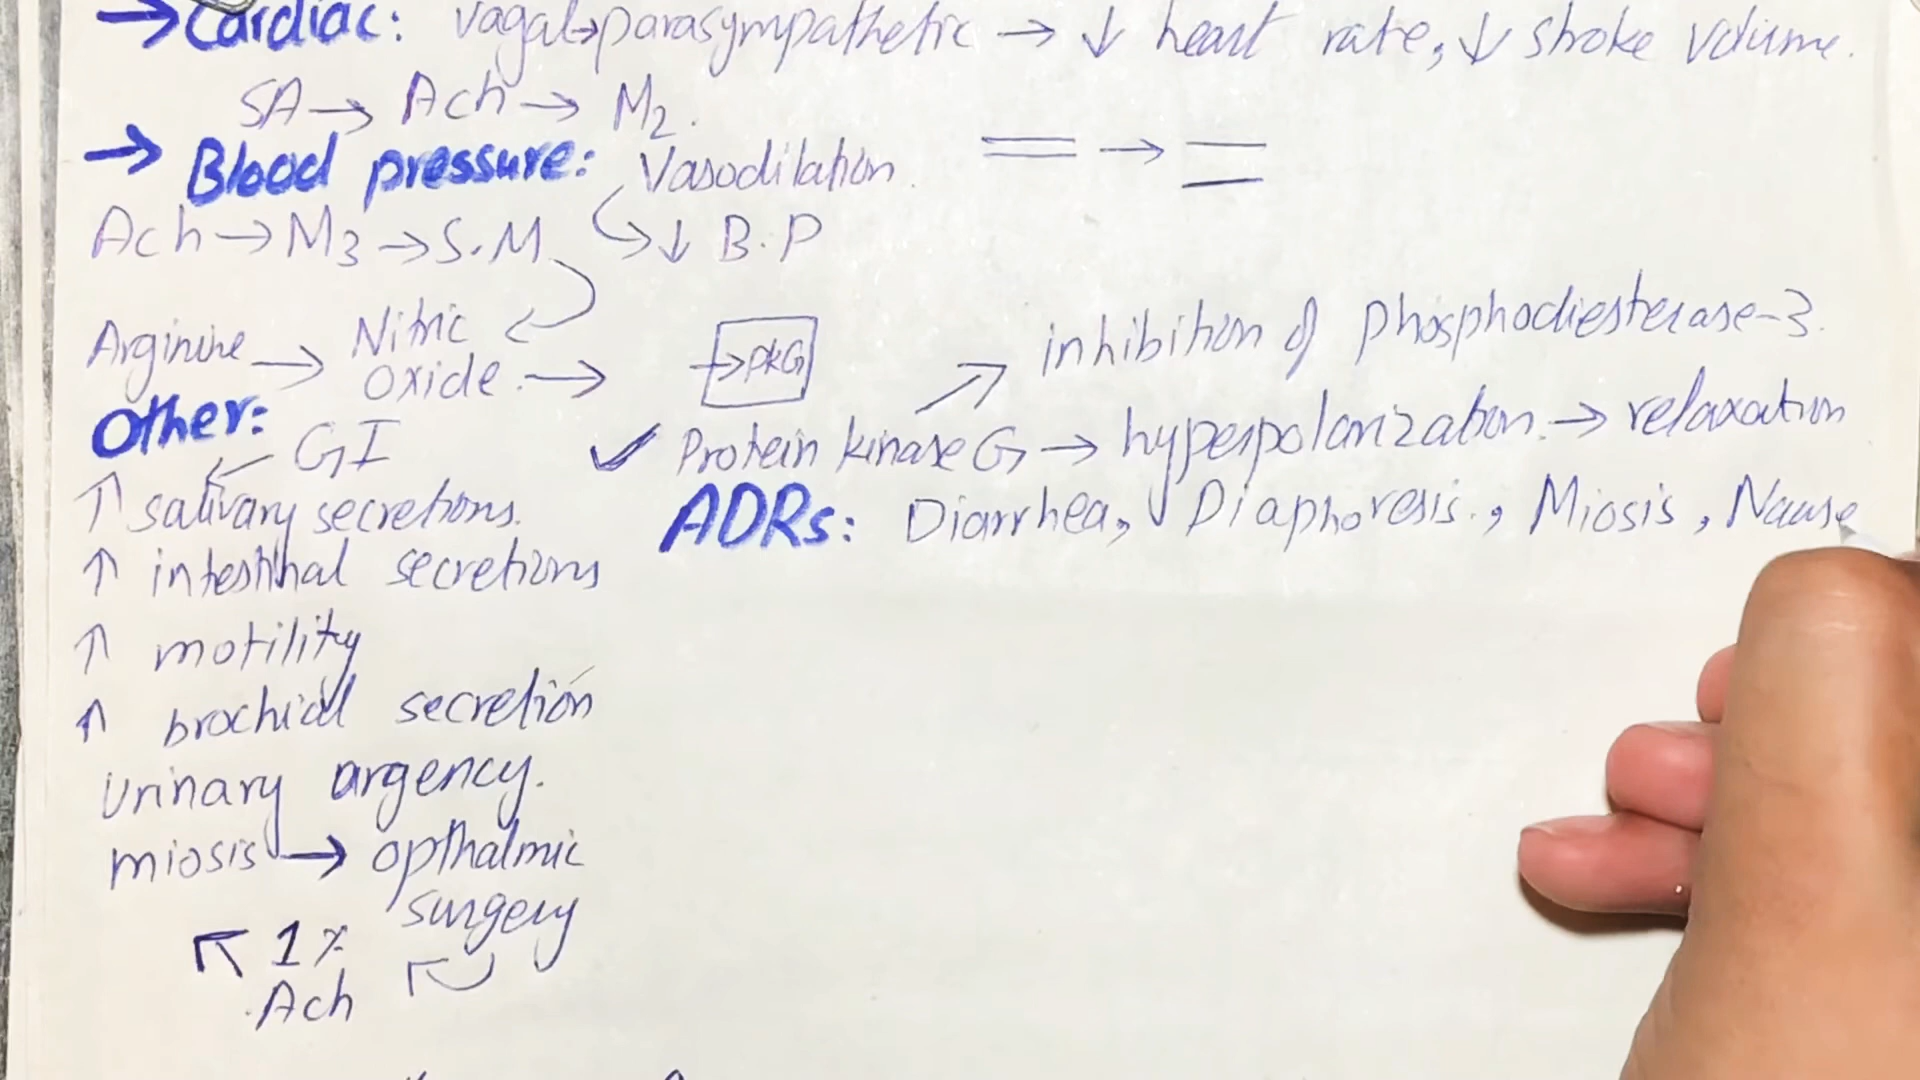 → Cardiac: vagal→parasympathetic → ↓ heart rate, ↓ stroke volume.
SA → Ach → M2.
→ Blood pressure: Vasodilation.
Ach → M3 → S.M ↓ B.P
Arginine → Nitric oxide. → → PKG
inhibition of phosphodiesterase-3.
✓ Protein kinase G → hyperpolarization. → relaxation
Other:
GI
↑ salivary secretions.
↑ intestinal secretions
↑ motility
↑ brochial secretion
urinary urgency.
miosis → opthalmic
surgery
1%
Ach
ADRs: Diarrhea, Diaphoresis, Miosis, Nause